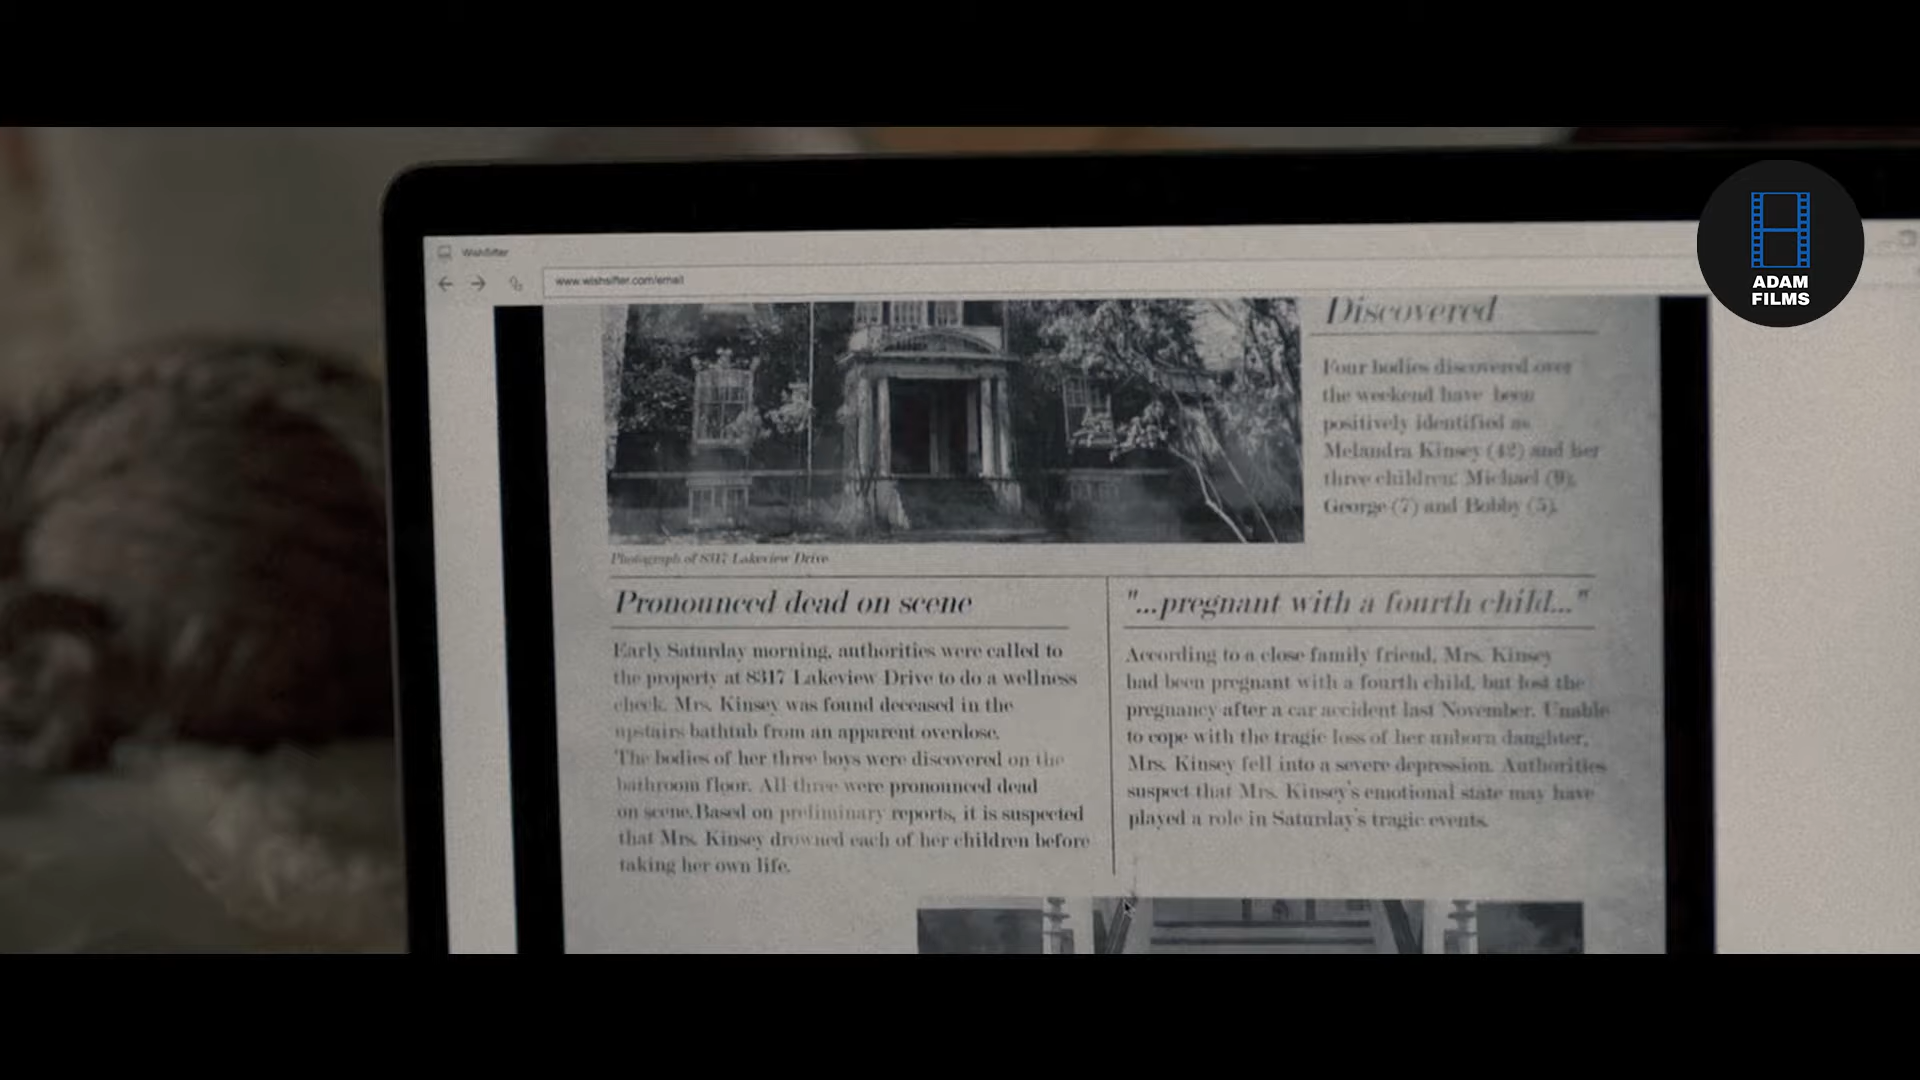 ADAM
FILMS
WishSifter
www.wishsifter.com/email
Discovered
Four bodies discovered over
the weekend have been
positively identified as
Melandra Kinsey (42) and her
three children: Michael (9),
George (7) and Bobby (5).
Photograph of 8317 Lakeview Drive
Pronounced dead on scene
Early Saturday morning, authorities were called to
the property at 8317 Lakeview Drive to do a wellness
check. Mrs. Kinsey was found deceased in the
upstairs bathtub from an apparent overdose.
The bodies of her three boys were discovered on the
bathroom floor. All three were pronounced dead
on scene.Based on preliminary reports, it is suspected
that Mrs. Kinsey drowned each of her children before
taking her own life.
"...pregnant with a fourth child..."
According to a close family friend, Mrs. Kinsey
had been pregnant with a fourth child, but lost the
pregnancy after a car accident last November. Unable
to cope with the tragic loss of her unborn daughter,
Mrs. Kinsey fell into a severe depression. Authorities
suspect that Mrs. Kinsey's emotional state may have
played a role in Saturday's tragic events.